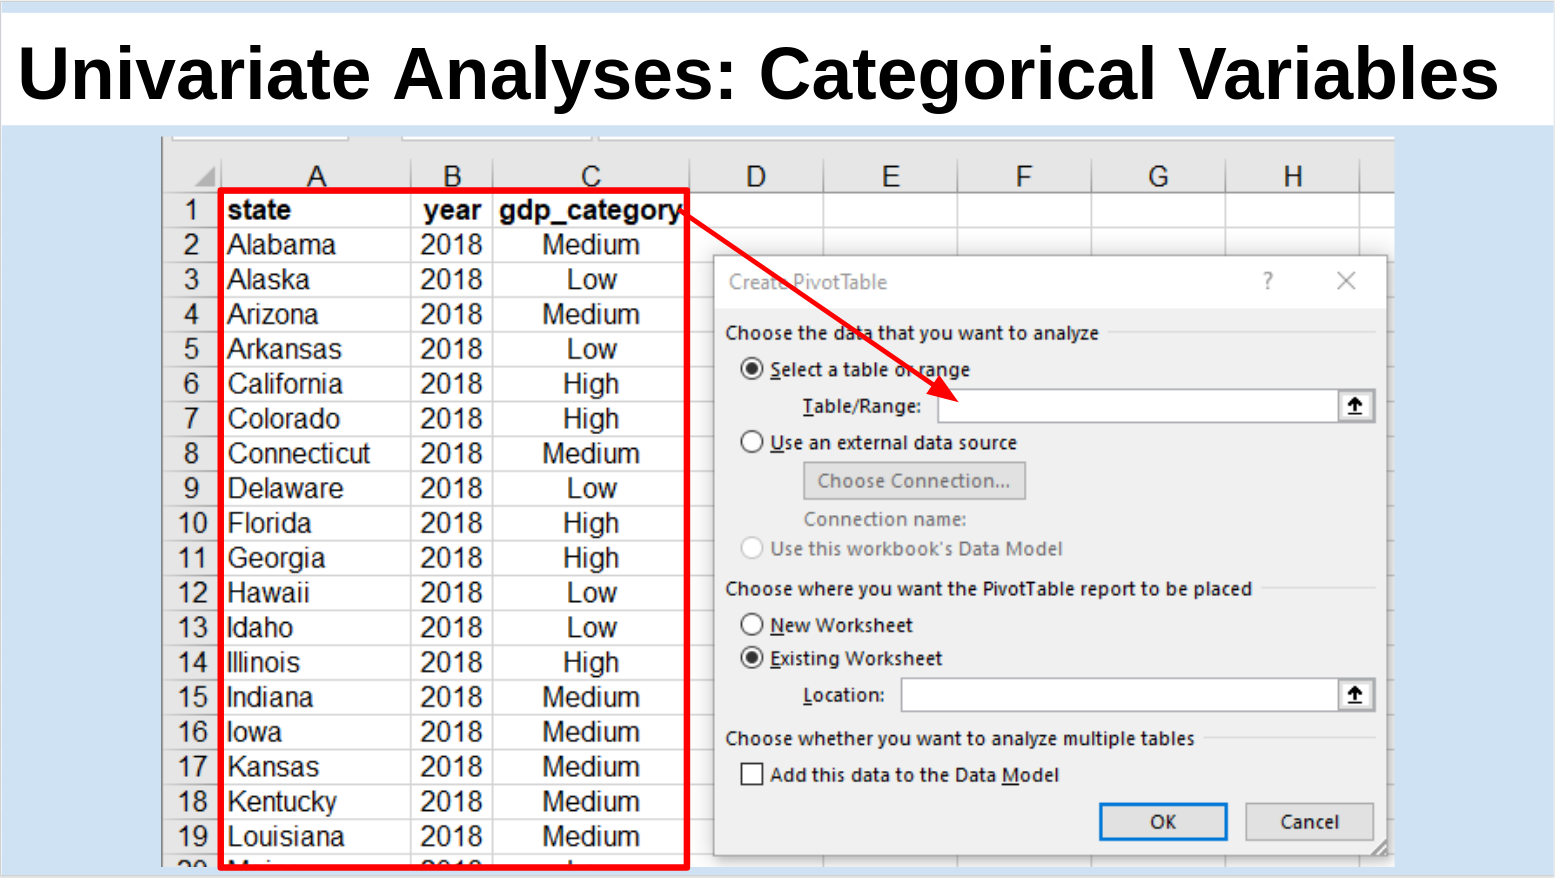 Univariate Analyses: Categorical Variables
A B C D E F G H
1 state year gdp_category
2 Alabama 2018 Medium
3 Alaska 2018 Low
4 Arizona 2018 Medium
5 Arkansas 2018 Low
6 California 2018 High
7 Colorado 2018 High
8 Connecticut 2018 Medium
9 Delaware 2018 Low
10 Florida 2018 High
11 Georgia 2018 High
12 Hawaii 2018 Low
13 Idaho 2018 Low
14 Illinois 2018 High
15 Indiana 2018 Medium
16 Iowa 2018 Medium
17 Kansas 2018 Medium
18 Kentucky 2018 Medium
19 Louisiana 2018 Medium
Create PivotTable ?
Choose the data that you want to analyze
Select a table or range
Table/Range:
Use an external data source
Choose Connection...
Connection name:
Use this workbook's Data Model
Choose where you want the PivotTable report to be placed
New Worksheet
Existing Worksheet
Location:
Choose whether you want to analyze multiple tables
Add this data to the Data Model
OK Cancel